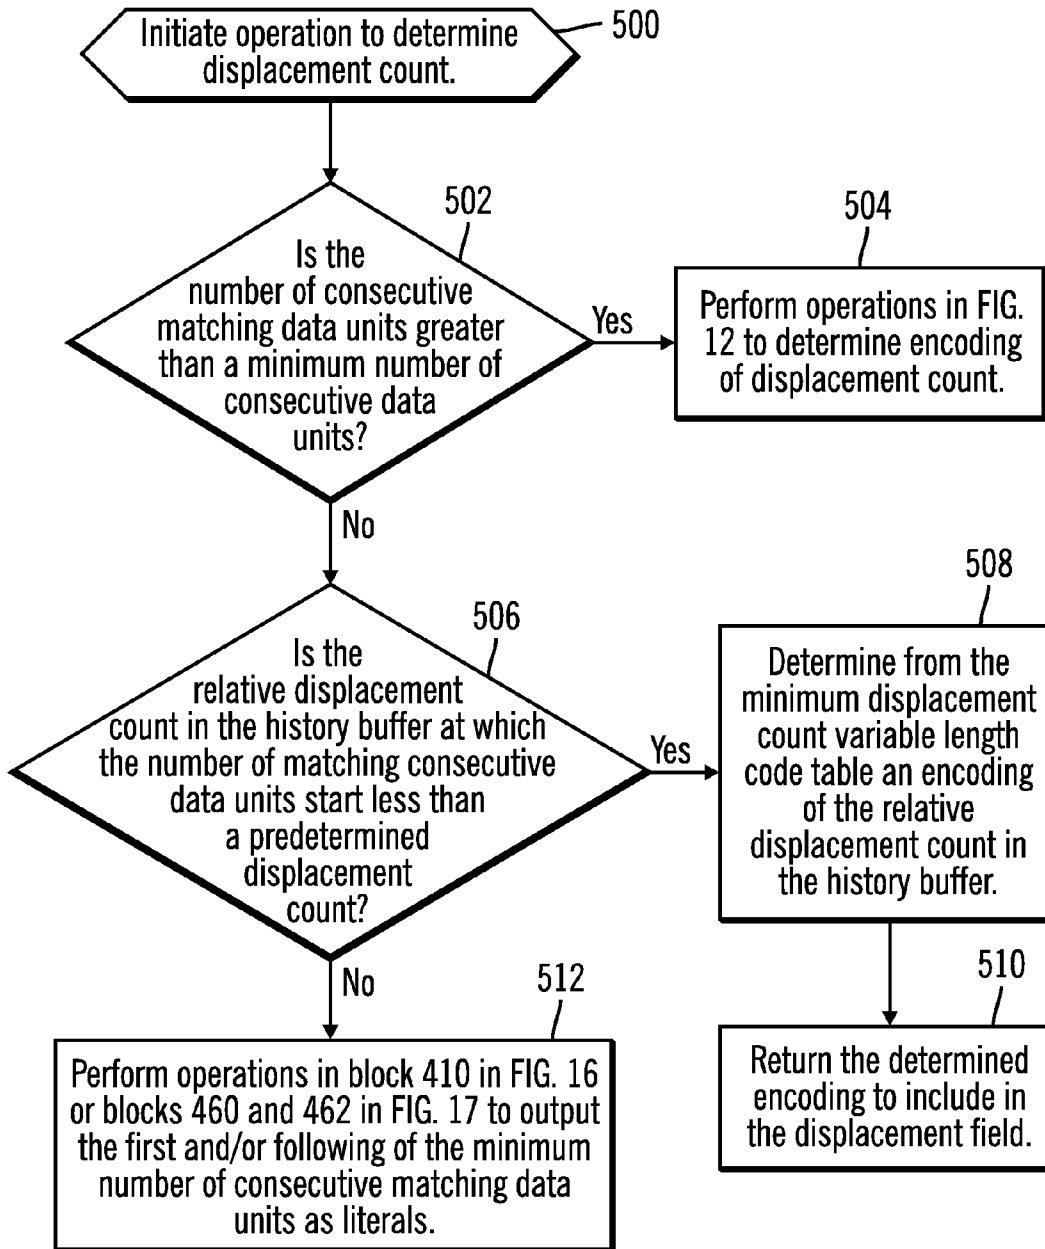 Initiate operation to determine
displacement count.
500
502
Is the
number of consecutive
matching data units greater
than a minimum number of
consecutive data
units?
Yes
504
Perform operations in FIG.
12 to determine encoding
of displacement count.
No
506
Is the
relative displacement
count in the history buffer at which
the number of matching consecutive
data units start less than
a predetermined
displacement
count?
Yes
508
Determine from the
minimum displacement
count variable length
code table an encoding
of the relative
displacement count in
the history buffer.
510
Return the determined
encoding to include in
the displacement field.
No
512
Perform operations in block 410 in FIG. 16
or blocks 460 and 462 in FIG. 17 to output
the first and/or following of the minimum
number of consecutive matching data
units as literals.